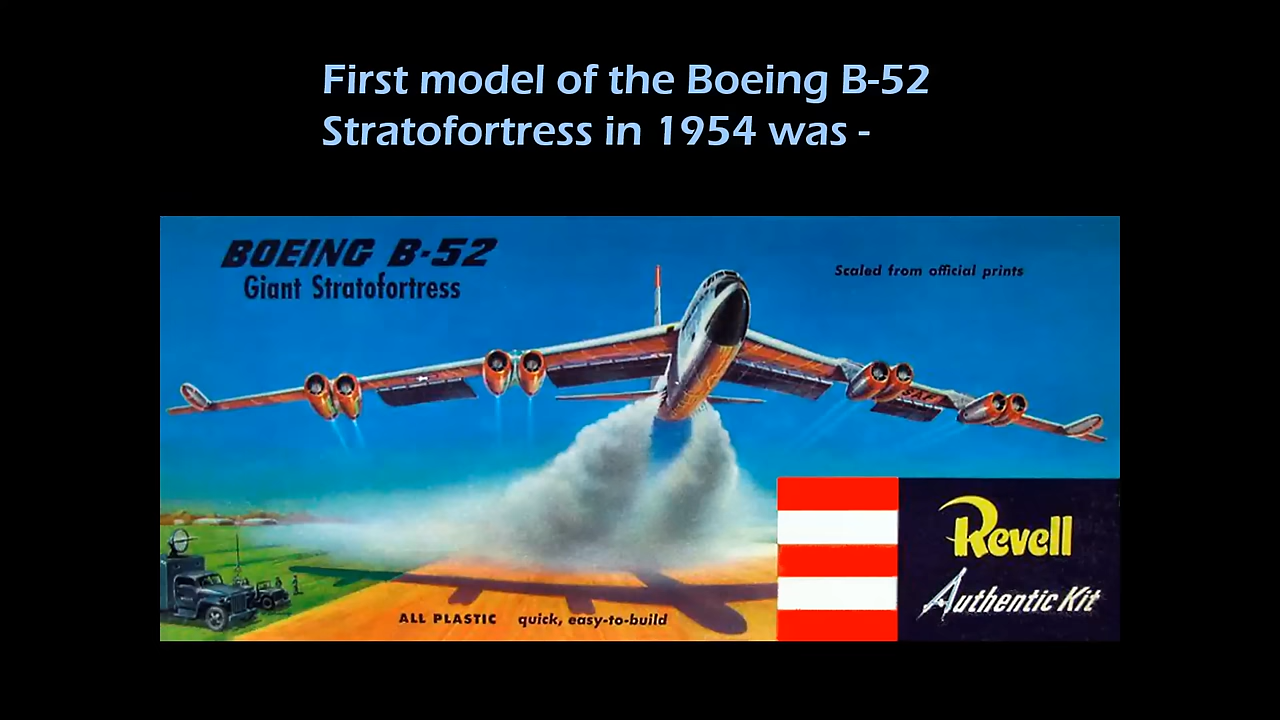 First model of the Boeing B-52
Stratofortress in 1954 was -
BOEING B-52
Giant Stratofortress
Scaled from official prints
USAF
Revell
Authentic Kit
ALL PLASTIC quick, easy-to-build